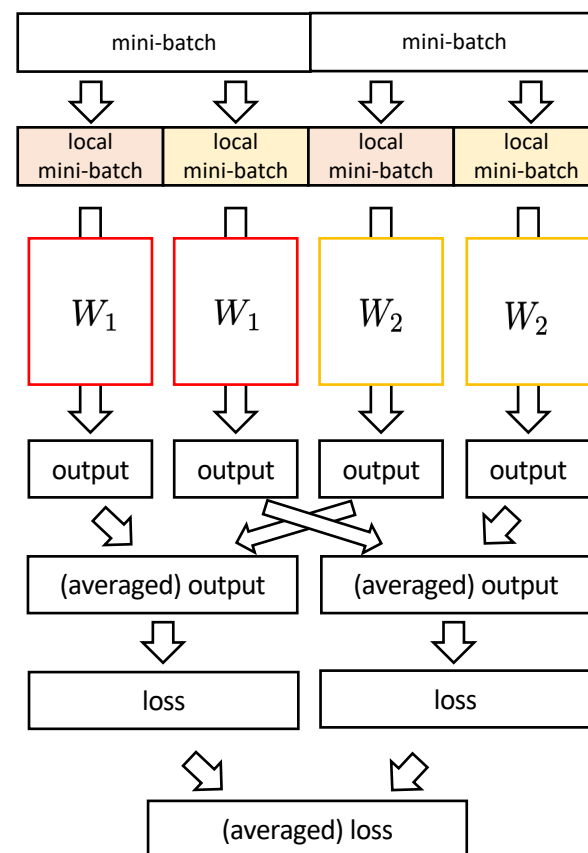 mini-batch mini-batch
local local local local
mini-batch mini-batch mini-batch mini-batch
W₁ W₁ W₂ W₂
output output output output
(averaged) output (averaged) output
loss loss
(averaged) loss